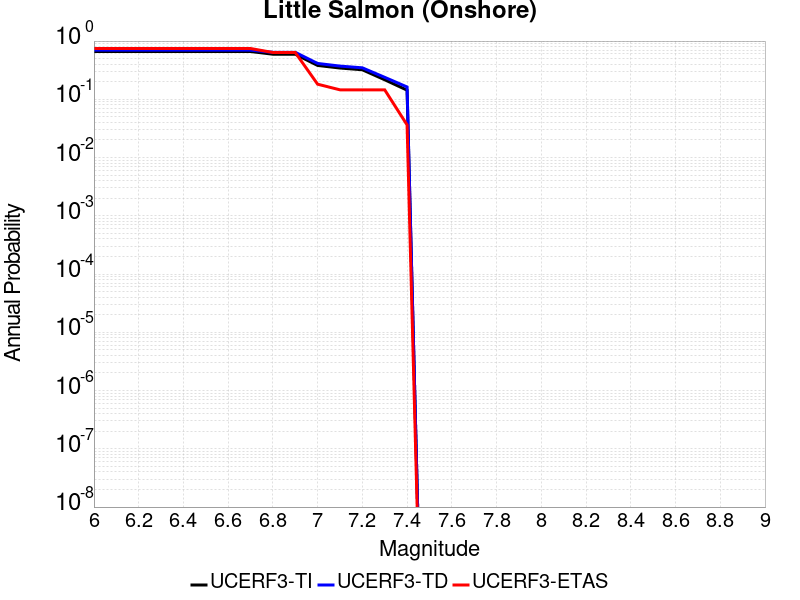 Little Salmon (Onshore)
10^0
10^-1
10^-2
10^-3
10^-4
10^-5
10^-6
10^-7
10^-8
Annual Probability
6 6.2 6.4 6.6 6.8 7 7.2 7.4 7.6 7.8 8 8.2 8.4 8.6 8.8 9
Magnitude
UCERF3-TI UCERF3-TD UCERF3-ETAS